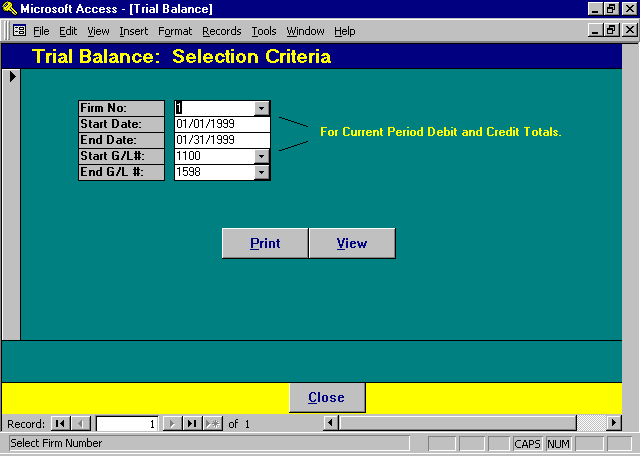 Microsoft Access - [Trial Balance]
File Edit View Insert Format Records Tools Window Help
Trial Balance: Selection Criteria
Firm No: 1
Start Date: 01/01/1999
End Date: 01/31/1999
For Current Period Debit and Credit Totals.
Start G/L#: 1100
End G/L #: 1598
Print View
Close
Record: 1 of 1
Select Firm Number CAPS NUM